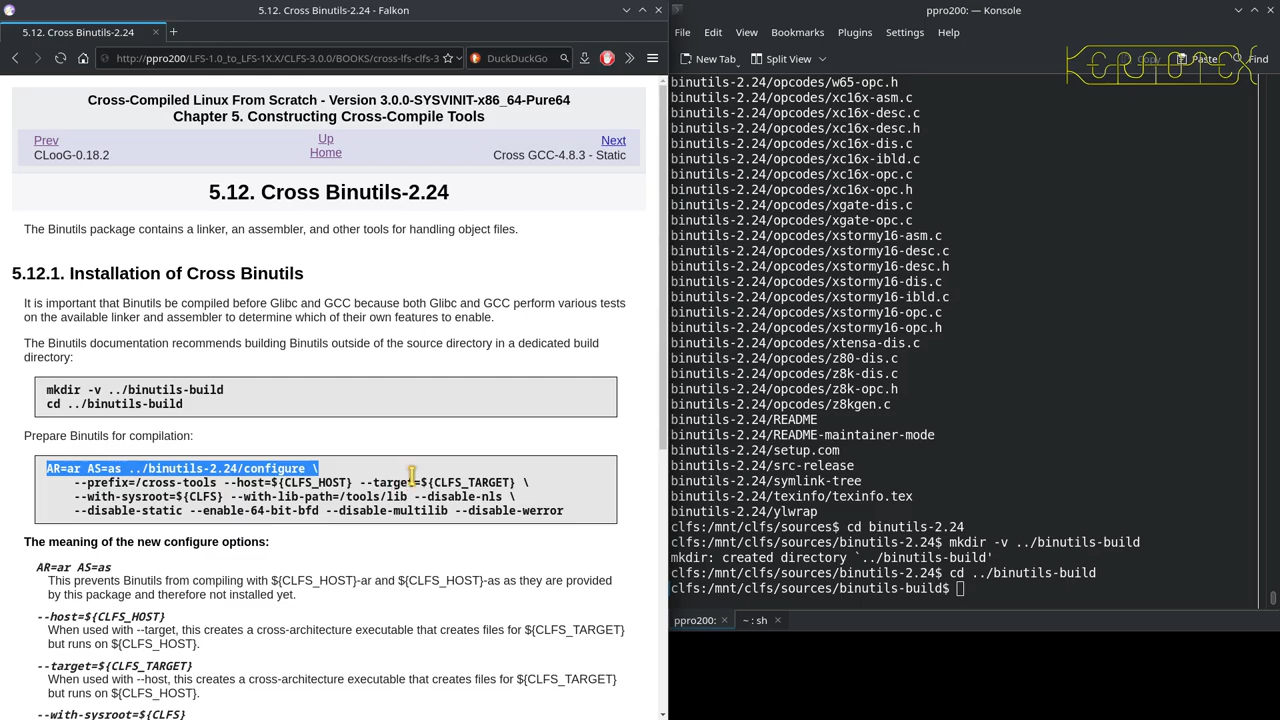 5.12. Cross Binutils-2.24 - Falkon
5.12. Cross Binutils-2.24
http://ppro200/LFS-1.0_to_LFS-1X.X/CLFS-3.0.0/BOOKS/cross-lfs-clfs-3
DuckDuckGo
Cross-Compiled Linux From Scratch - Version 3.0.0-SYSVINIT-x86_64-Pure64
Chapter 5. Constructing Cross-Compile Tools
Prev
Up
Next
CLooG-0.18.2
Home
Cross GCC-4.8.3 - Static
5.12. Cross Binutils-2.24
The Binutils package contains a linker, an assembler, and other tools for handling object files.
5.12.1. Installation of Cross Binutils
It is important that Binutils be compiled before Glibc and GCC because both Glibc and GCC perform various tests
on the available linker and assembler to determine which of their own features to enable.
The Binutils documentation recommends building Binutils outside of the source directory in a dedicated build
directory:
mkdir -v ../binutils-build
cd ../binutils-build
Prepare Binutils for compilation:
AR=ar AS=as ../binutils-2.24/configure \
--prefix=/cross-tools --host=${CLFS_HOST} --target=${CLFS_TARGET} \
--with-sysroot=${CLFS} --with-lib-path=/tools/lib --disable-nls \
--disable-static --enable-64-bit-bfd --disable-multilib --disable-werror
The meaning of the new configure options:
AR=ar AS=as
This prevents Binutils from compiling with ${CLFS_HOST}-ar and ${CLFS_HOST}-as as they are provided
by this package and therefore not installed yet.
--host=${CLFS_HOST}
When used with --target, this creates a cross-architecture executable that creates files for ${CLFS_TARGET}
but runs on ${CLFS_HOST}.
--target=${CLFS_TARGET}
When used with --host, this creates a cross-architecture executable that creates files for ${CLFS_TARGET}
but runs on ${CLFS_HOST}.
--with-sysroot=${CLFS}
ppro200: — Konsole
File Edit View Bookmarks Plugins Settings Help
New Tab Split View Copy Paste Find
binutils-2.24/opcodes/w65-opc.h
binutils-2.24/opcodes/xc16x-asm.c
binutils-2.24/opcodes/xc16x-desc.c
binutils-2.24/opcodes/xc16x-desc.h
binutils-2.24/opcodes/xc16x-dis.c
binutils-2.24/opcodes/xc16x-ibld.c
binutils-2.24/opcodes/xc16x-opc.c
binutils-2.24/opcodes/xc16x-opc.h
binutils-2.24/opcodes/xgate-dis.c
binutils-2.24/opcodes/xgate-opc.c
binutils-2.24/opcodes/xstormy16-asm.c
binutils-2.24/opcodes/xstormy16-desc.c
binutils-2.24/opcodes/xstormy16-desc.h
binutils-2.24/opcodes/xstormy16-dis.c
binutils-2.24/opcodes/xstormy16-ibld.c
binutils-2.24/opcodes/xstormy16-opc.c
binutils-2.24/opcodes/xstormy16-opc.h
binutils-2.24/opcodes/xtensa-dis.c
binutils-2.24/opcodes/z80-dis.c
binutils-2.24/opcodes/z8k-dis.c
binutils-2.24/opcodes/z8k-opc.h
binutils-2.24/opcodes/z8kgen.c
binutils-2.24/README
binutils-2.24/README-maintainer-mode
binutils-2.24/setup.com
binutils-2.24/src-release
binutils-2.24/symlink-tree
binutils-2.24/texinfo/texinfo.tex
binutils-2.24/ylwrap
clfs:/mnt/clfs/sources$ cd binutils-2.24
clfs:/mnt/clfs/sources/binutils-2.24$ mkdir -v ../binutils-build
mkdir: created directory `../binutils-build'
clfs:/mnt/clfs/sources/binutils-2.24$ cd ../binutils-build
clfs:/mnt/clfs/sources/binutils-build$
ppro200:
~ : sh